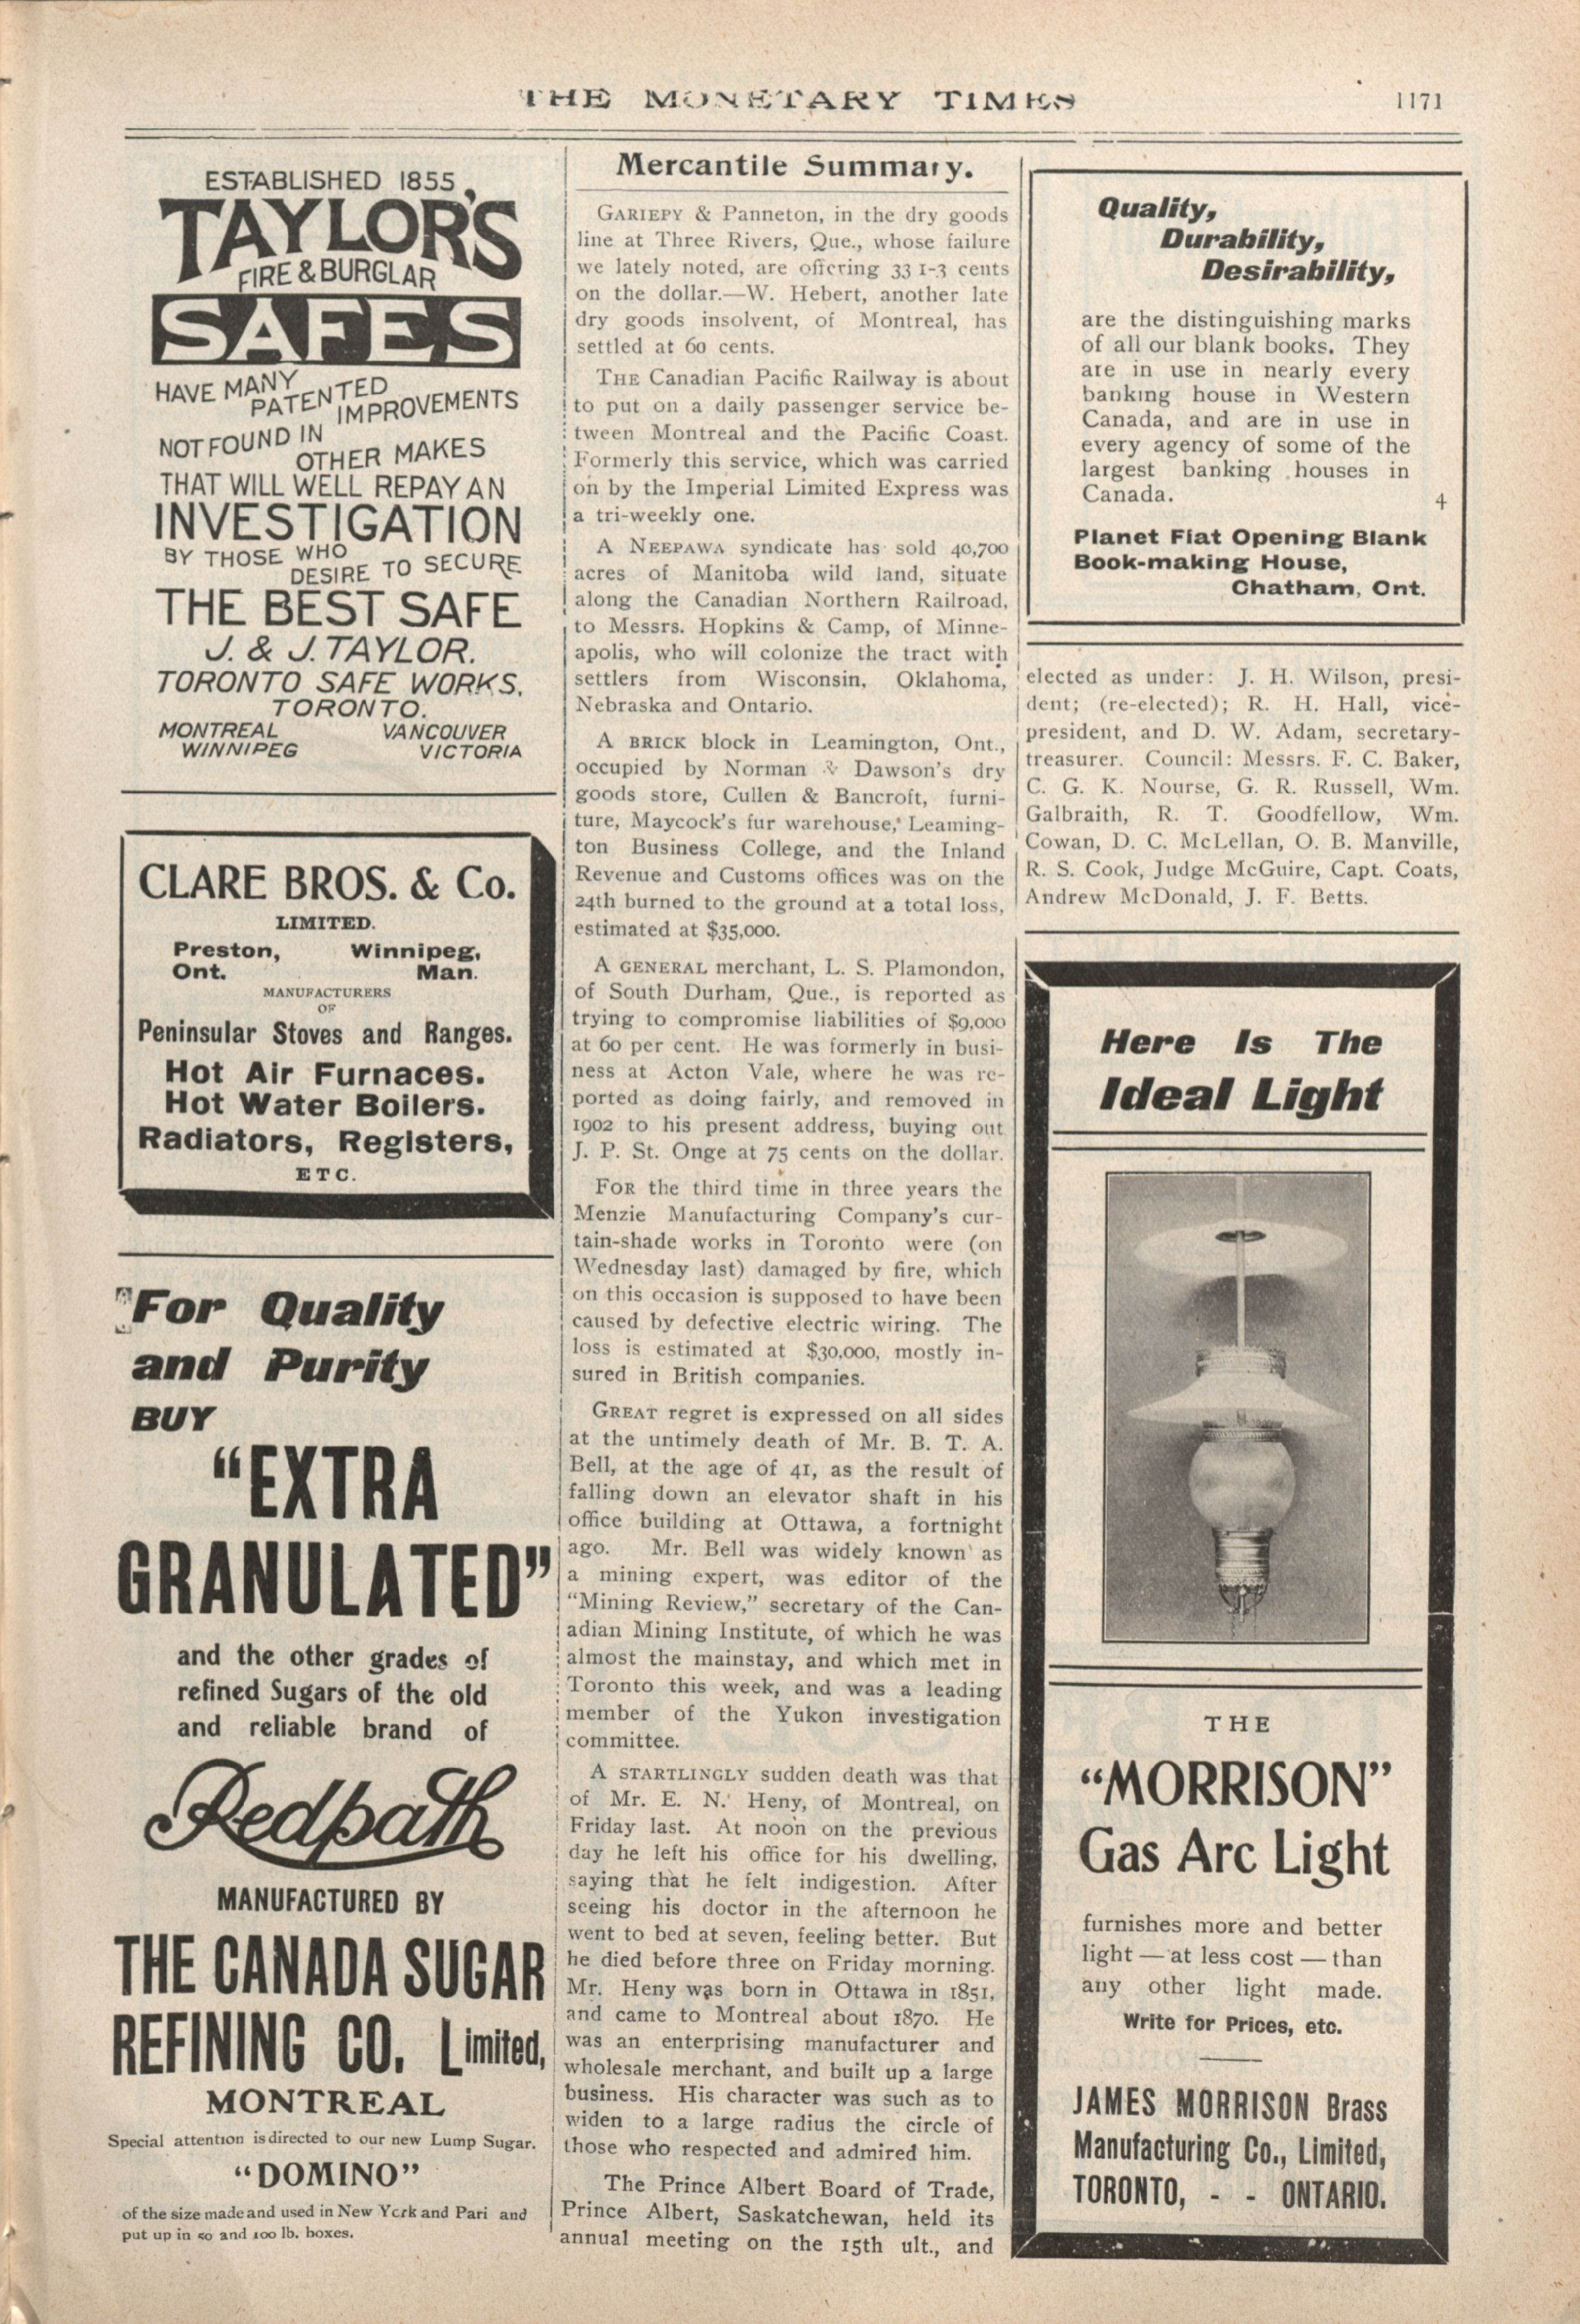 THE MONETARY TIMES
1171
ESTABLISHED 1855
TAYLOR'S
FIRE & BURGLAR
SAFES
HAVE MANY
PATENTED
IMPROVEMENTS
NOT FOUND IN
OTHER MAKES
THAT WILL WELL REPAY AN
INVESTIGATION
BY THOSE WHO
DESIRE TO SECURE
THE BEST SAFE
J. & J. TAYLOR.
TORONTO SAFE WORKS,
TORONTO.
MONTREAL VANCOUVER
WINNIPEG VICTORIA
CLARE BROS. & Co.
LIMITED.
Preston, Winnipeg,
Ont. Man.
MANUFACTURERS
OF
Peninsular Stoves and Ranges.
Hot Air Furnaces.
Hot Water Boilers.
Radiators, Registers,
ETC.
For Quality
and Purity
BUY
“EXTRA
GRANULATED”
and the other grades of
refined Sugars of the old
and reliable brand of
Redpath
MANUFACTURED BY
THE CANADA SUGAR
REFINING CO. Limited,
MONTREAL
Special attention is directed to our new Lump Sugar.
“DOMINO”
of the size made and used in New York and Pari and
put up in 50 and 100 lb. boxes.
Mercantile Summary.
GARIEPY & Panneton, in the dry goods
line at Three Rivers, Que., whose failure
we lately noted, are offering 33 1-3 cents
on the dollar.—W. Hebert, another late
dry goods insolvent, of Montreal, has
settled at 60 cents.
THE Canadian Pacific Railway is about
to put on a daily passenger service be-
tween Montreal and the Pacific Coast.
Formerly this service, which was carried
on by the Imperial Limited Express was
a tri-weekly one.
A NEEPAWA syndicate has sold 40,700
acres of Manitoba wild land, situate
along the Canadian Northern Railroad,
to Messrs. Hopkins & Camp, of Minne-
apolis, who will colonize the tract with
settlers from Wisconsin, Oklahoma,
Nebraska and Ontario.
A BRICK block in Leamington, Ont.,
occupied by Norman & Dawson's dry
goods store, Cullen & Bancroft, furni-
ture, Maycock's fur warehouse, Leaming-
ton Business College, and the Inland
Revenue and Customs offices was on the
24th burned to the ground at a total loss,
estimated at $35,000.
A GENERAL merchant, L. S. Plamondon,
of South Durham, Que., is reported as
trying to compromise liabilities of $9,000
at 60 per cent. He was formerly in busi-
ness at Acton Vale, where he was re-
ported as doing fairly, and removed in
1902 to his present address, buying out
J. P. St. Onge at 75 cents on the dollar.
FOR the third time in three years the
Menzie Manufacturing Company's cur-
tain-shade works in Toronto were (on
Wednesday last) damaged by fire, which
on this occasion is supposed to have been
caused by defective electric wiring. The
loss is estimated at $30,000, mostly in-
sured in British companies.
GREAT regret is expressed on all sides
at the untimely death of Mr. B. T. A.
Bell, at the age of 41, as the result of
falling down an elevator shaft in his
office building at Ottawa, a fortnight
ago. Mr. Bell was widely known as
a mining expert, was editor of the
“Mining Review,” secretary of the Can-
adian Mining Institute, of which he was
almost the mainstay, and which met in
Toronto this week, and was a leading
member of the Yukon investigation
committee.
A STARTLINGLY sudden death was that
of Mr. E. N. Heny, of Montreal, on
Friday last. At noon on the previous
day he left his office for his dwelling,
saying that he felt indigestion. After
seeing his doctor in the afternoon he
went to bed at seven, feeling better. But
he died before three on Friday morning.
Mr. Heny was born in Ottawa in 1851,
and came to Montreal about 1870. He
was an enterprising manufacturer and
wholesale merchant, and built up a large
business. His character was such as to
widen to a large radius the circle of
those who respected and admired him.
The Prince Albert Board of Trade,
Prince Albert, Saskatchewan, held its
annual meeting on the 15th ult., and
Quality,
Durability,
Desirability,
are the distinguishing marks
of all our blank books. They
are in use in nearly every
banking house in Western
Canada, and are in use in
every agency of some of the
largest banking houses in
Canada. 4
Planet Flat Opening Blank
Book-making House,
Chatham, Ont.
elected as under: J. H. Wilson, presi-
dent; (re-elected); R. H. Hall, vice-
president, and D. W. Adam, secretary-
treasurer. Council: Messrs. F. C. Baker,
C. G. K. Nourse, G. R. Russell, Wm.
Galbraith, R. T. Goodfellow, Wm.
Cowan, D. C. McLellan, O. B. Manville,
R. S. Cook, Judge McGuire, Capt. Coats,
Andrew McDonald, J. F. Betts.
Here Is The
Ideal Light
THE
“MORRISON”
Gas Arc Light
furnishes more and better
light — at less cost — than
any other light made.
Write for Prices, etc.
JAMES MORRISON Brass
Manufacturing Co., Limited,
TORONTO, - - ONTARIO.